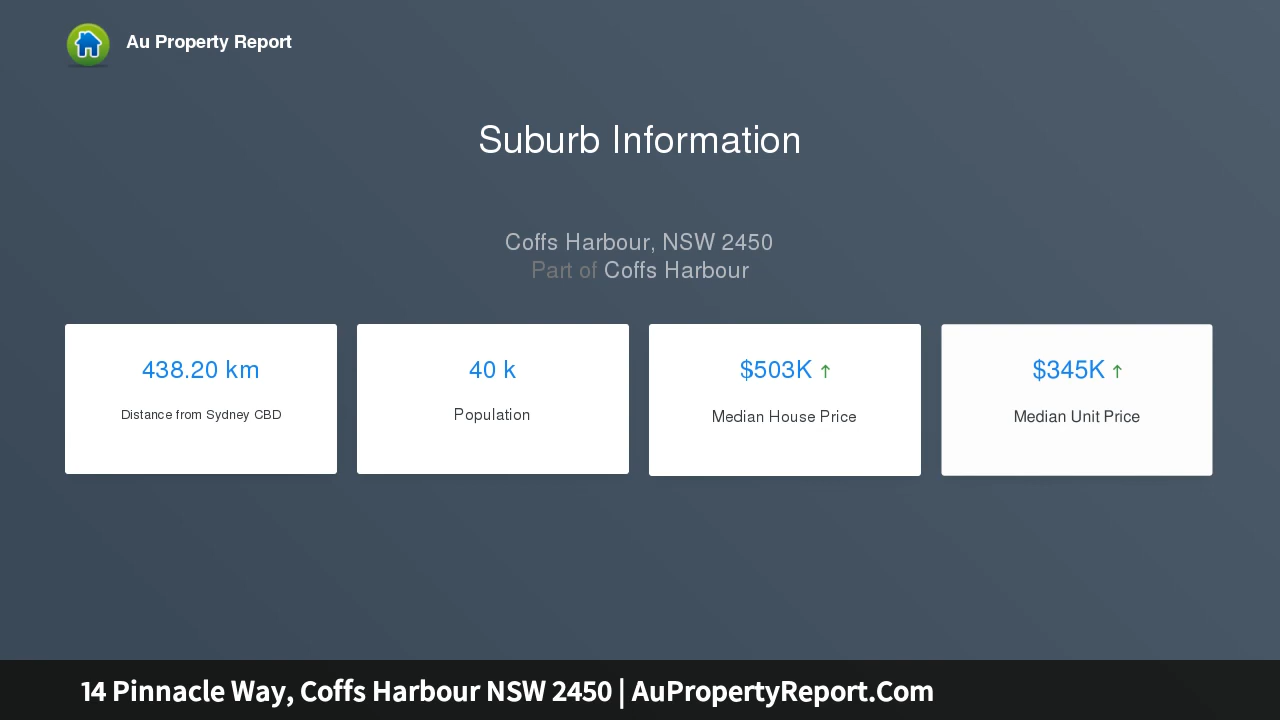 Au Property Report
Suburb Information
Coffs Harbour, NSW 2450
Part of Coffs Harbour
438.20 km
Distance from Sydney CBD
40 k
Population
$503K ↑
Median House Price
$345K ↑
Median Unit Price
14 Pinnacle Way, Coffs Harbour NSW 2450 | AuPropertyReport.Com